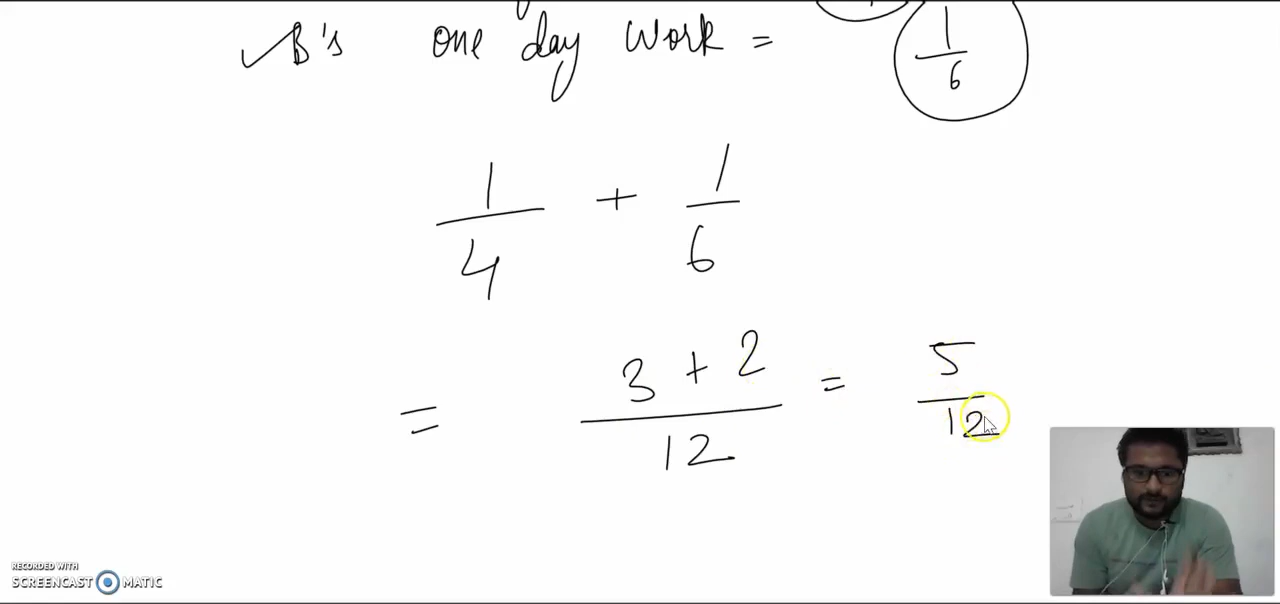 B's one day work = 1/6
1/4 + 1/6
= 3 + 2/12 = 5/12
RECORDED WITH
SCREENCAST MATIC